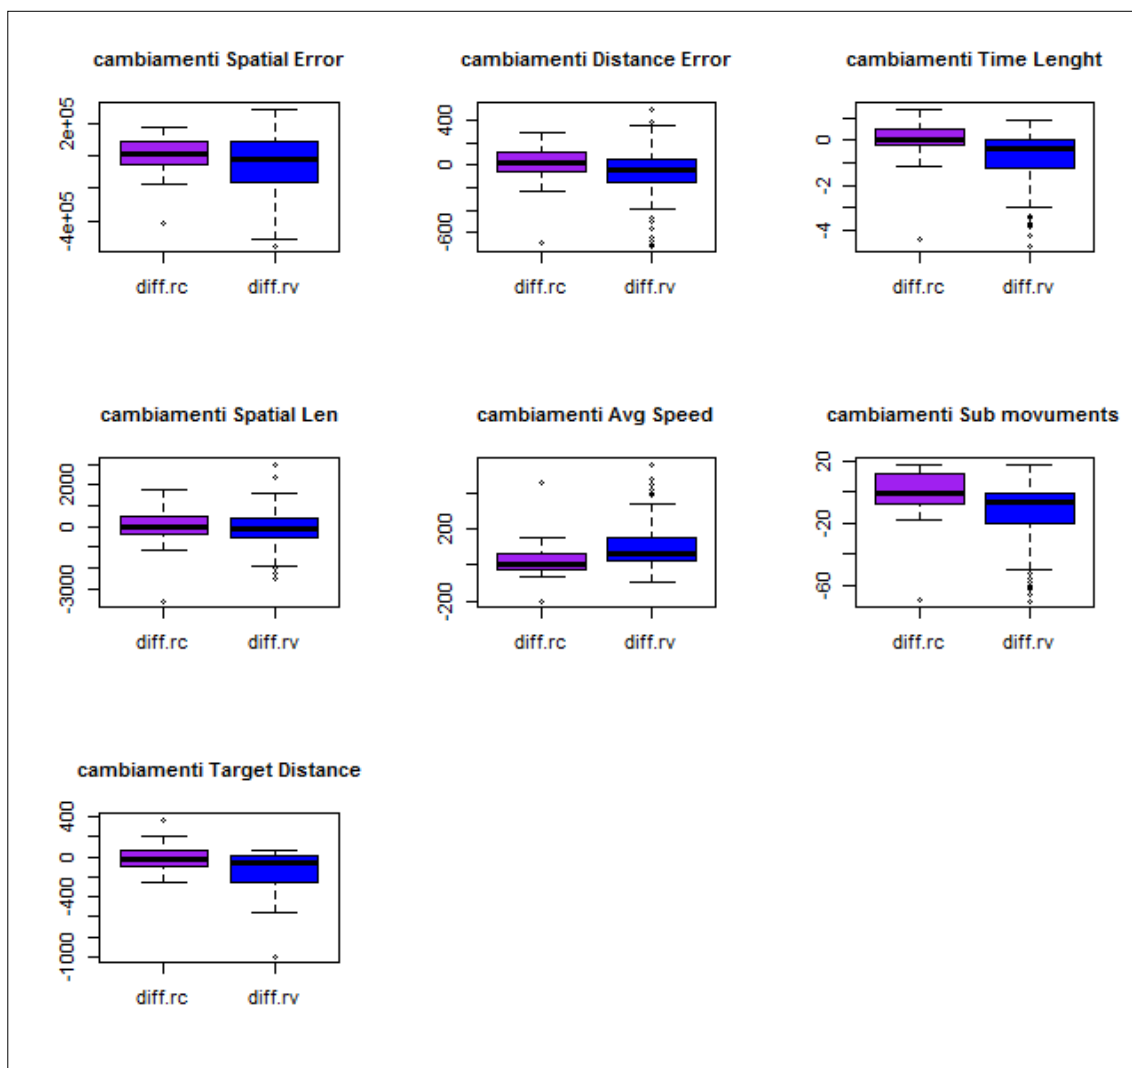 cambiamenti Spatial Error
2e+05
-4e+05
diff.rc diff.rv
cambiamenti Distance Error
400
0
-600
diff.rc diff.rv
cambiamenti Time Lenght
0
-2
-4
diff.rc diff.rv
cambiamenti Spatial Len
2000
0
-3000
diff.rc diff.rv
cambiamenti Avg Speed
200
-200
diff.rc diff.rv
cambiamenti Sub movuments
20
-20
-60
diff.rc diff.rv
cambiamenti Target Distance
400
0
-400
-1000
diff.rc diff.rv